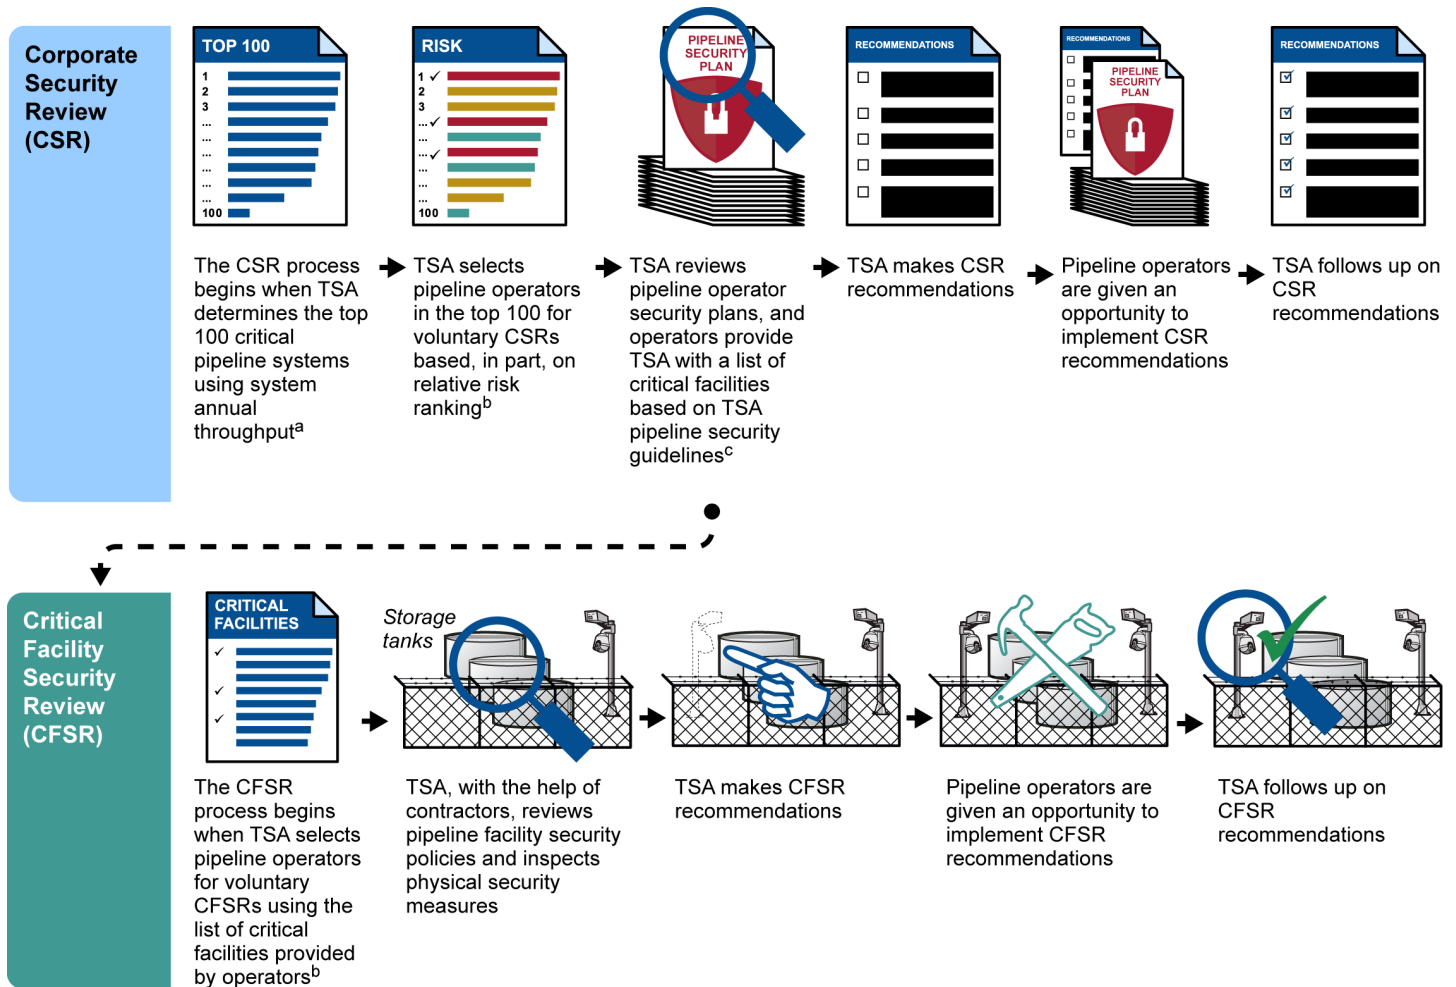 Corporate
Security
Review
(CSR)
TOP 100
1
2
3
...
...
...
...
...
...
100
RISK
1 ✓
2
3
... ✓
...
... ✓
...
...
...
100
PIPELINE
SECURITY
PLAN
RECOMMENDATIONS
RECOMMENDATIONS
PIPELINE
SECURITY
PLAN
RECOMMENDATIONS
The CSR process
begins when TSA
determines the top
100 critical
pipeline systems
using system
annual
throughputᵃ
TSA selects
pipeline operators
in the top 100 for
voluntary CSRs
based, in part, on
relative risk
rankingᵇ
TSA reviews
pipeline operator
security plans, and
operators provide
TSA with a list of
critical facilities
based on TSA
pipeline security
guidelinesᶜ
TSA makes CSR
recommendations
Pipeline operators
are given an
opportunity to
implement CSR
recommendations
TSA follows up on
CSR
recommendations
Critical
Facility
Security
Review
(CFSR)
CRITICAL
FACILITIES
Storage
tanks
The CFSR
process begins
when TSA selects
pipeline operators
for voluntary
CFSRs using the
list of critical
facilities provided
by operatorsᵇ
TSA, with the help of
contractors, reviews
pipeline facility security
policies and inspects
physical security
measures
TSA makes CFSR
recommendations
Pipeline operators are
given an opportunity to
implement CFSR
recommendations
TSA follows up on
CFSR
recommendations